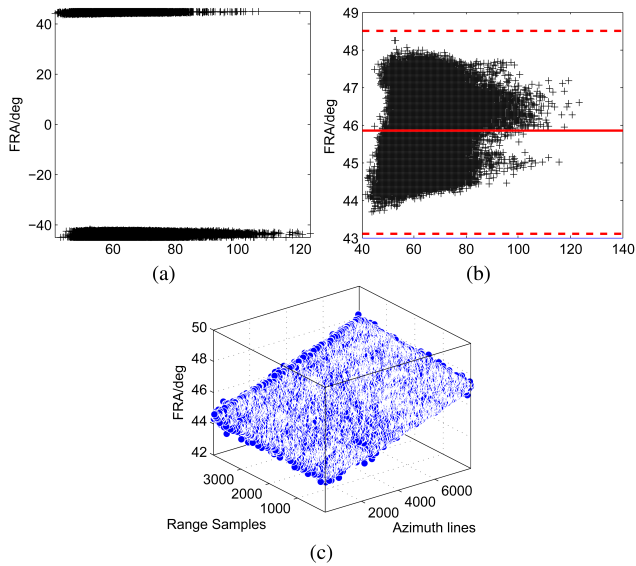 40
20
0
−20
−40
FRA/deg
60 80 100 120
(a)
49
48
47
46
45
44
43
FRA/deg
40 60 80 100 120 140
(b)
50
48
46
44
42
FRA/deg
3000
2000
1000
Range Samples
2000
4000
6000
Azimuth lines
(c)